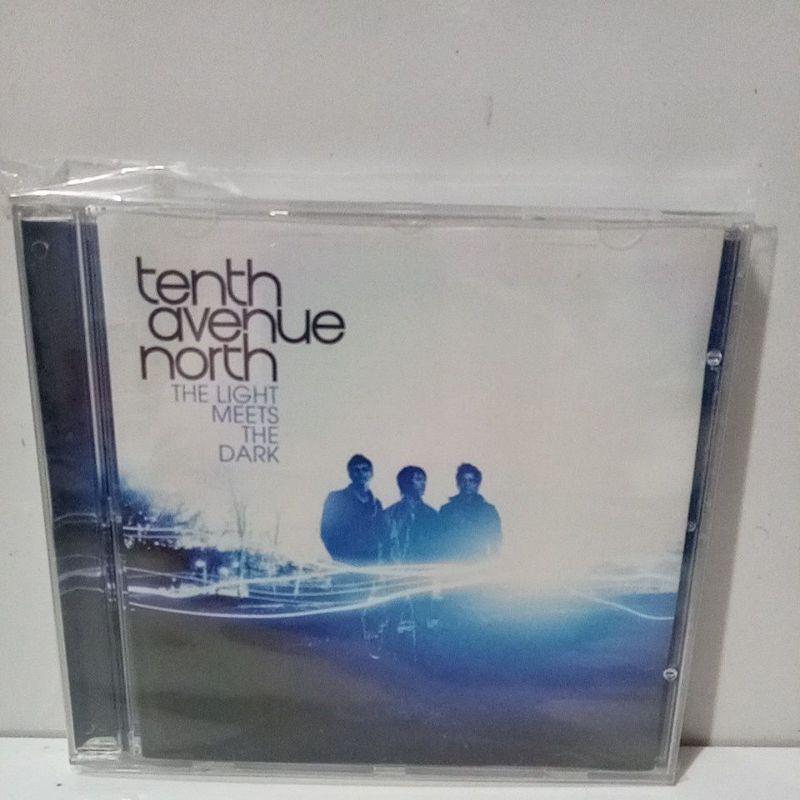 tenth
avenue
north
THE LIGHT
MEETS
THE
DARK